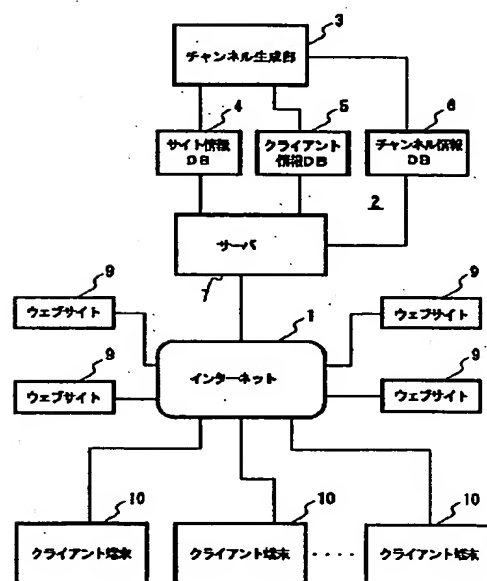 3
チャンネル生成部
4
5
6
サイト情報
DB
クライアント
情報DB
チャンネル情報
DB
2
サーバ
7
9
1
9
ウェブサイト
ウェブサイト
インターネット
9
9
ウェブサイト
ウェブサイト
10
10
10
クライアント端末
クライアント端末
クライアント端末